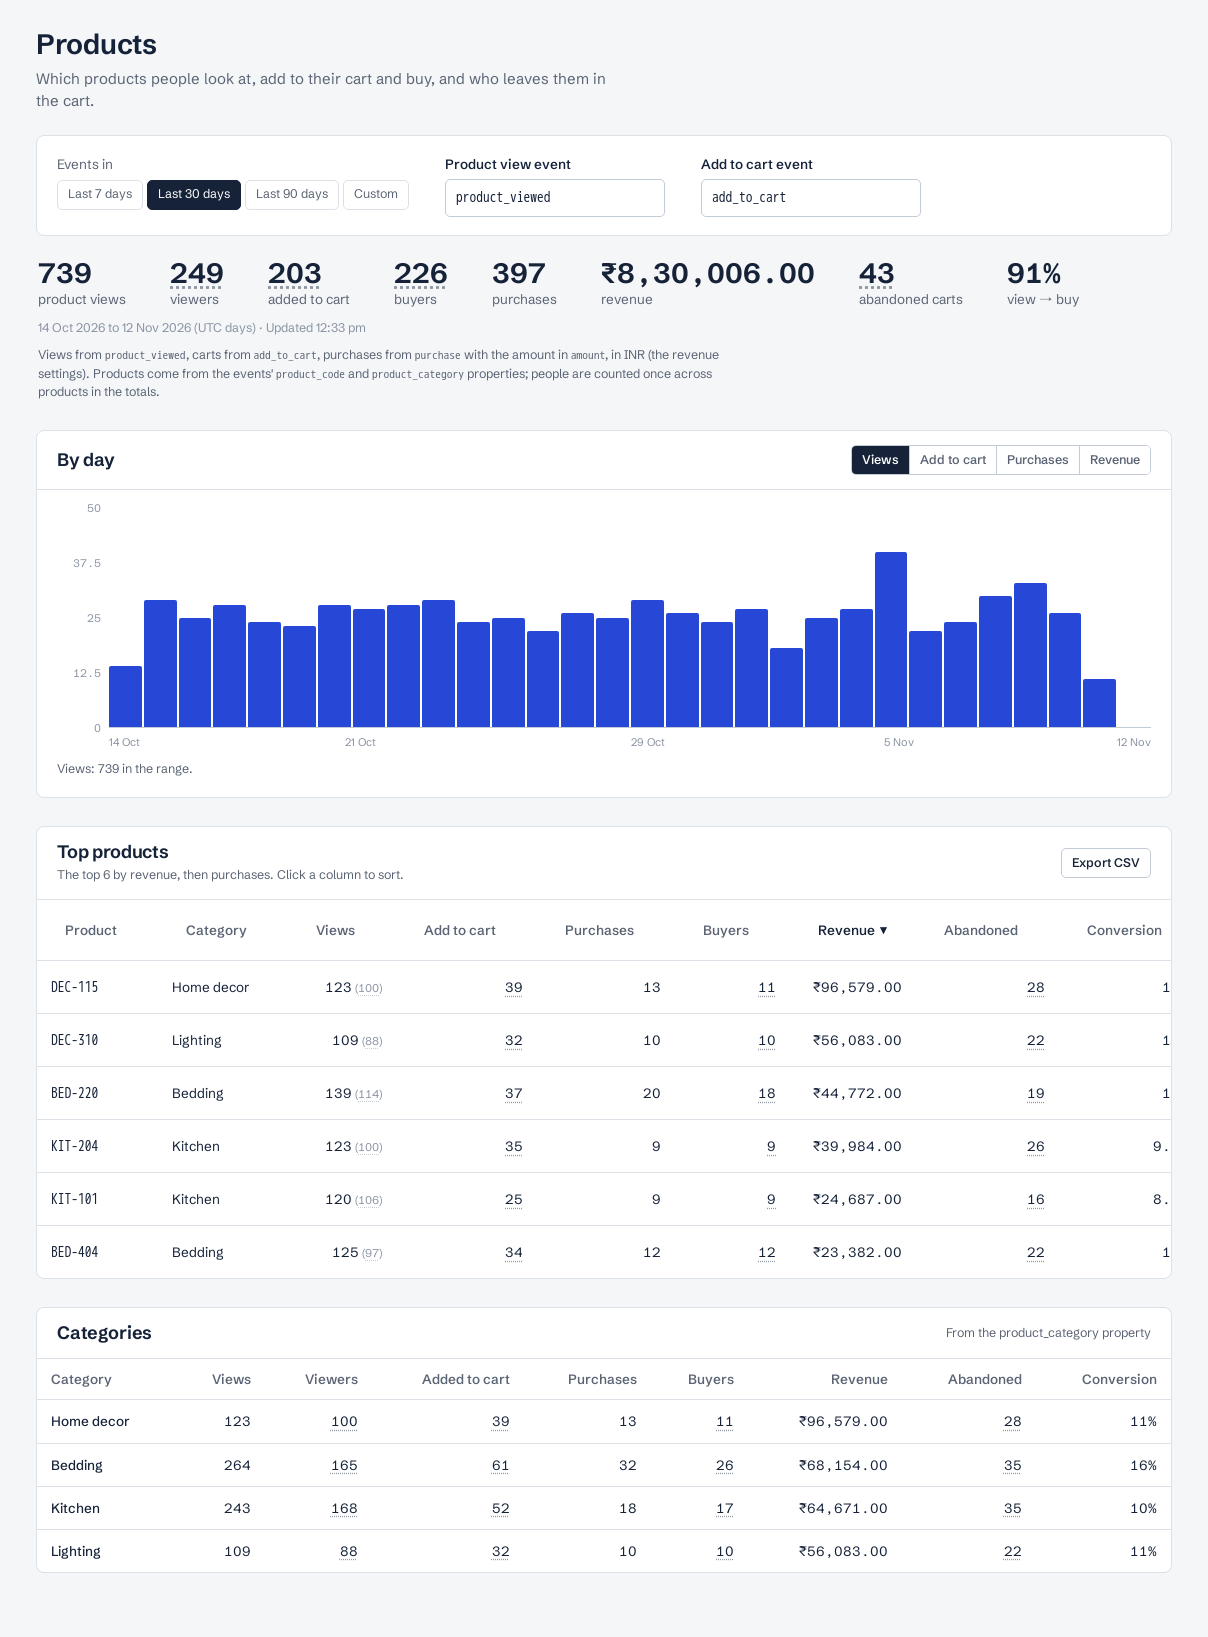 Products
Which products people look at, add to their cart and buy, and who leaves them in
the cart.
Events in
Product view event
Add to cart event
Last 7 days
Last 30 days
Last 90 days
Custom
product_viewed
add_to_cart
739 249 203 226 397 ₹8,30,006.00 43 91%
product views viewers added to cart buyers purchases revenue abandoned carts view → buy
14 Oct 2026 to 12 Nov 2026 (UTC days) · Updated 12:33 pm
Views from product_viewed, carts from add_to_cart, purchases from purchase with the amount in amount, in INR (the revenue
settings). Products come from the events' product_code and product_category properties; people are counted once across
products in the totals.
By day
Views Add to cart Purchases Revenue
50
37.5
25
12.5
0
14 Oct 21 Oct 29 Oct 5 Nov 12 Nov
Views: 739 in the range.
Top products
The top 6 by revenue, then purchases. Click a column to sort.
Export CSV
Product Category Views Add to cart Purchases Buyers Revenue ▼ Abandoned Conversion
DEC-115 Home decor 123 (100) 39 13 11 ₹96,579.00 28 1
DEC-310 Lighting 109 (88) 32 10 10 ₹56,083.00 22 1
BED-220 Bedding 139 (114) 37 20 18 ₹44,772.00 19 1
KIT-204 Kitchen 123 (100) 35 9 9 ₹39,984.00 26 9.
KIT-101 Kitchen 120 (106) 25 9 9 ₹24,687.00 16 8.
BED-404 Bedding 125 (97) 34 12 12 ₹23,382.00 22 1
Categories
From the product_category property
Category Views Viewers Added to cart Purchases Buyers Revenue Abandoned Conversion
Home decor 123 100 39 13 11 ₹96,579.00 28 11%
Bedding 264 165 61 32 26 ₹68,154.00 35 16%
Kitchen 243 168 52 18 17 ₹64,671.00 35 10%
Lighting 109 88 32 10 10 ₹56,083.00 22 11%